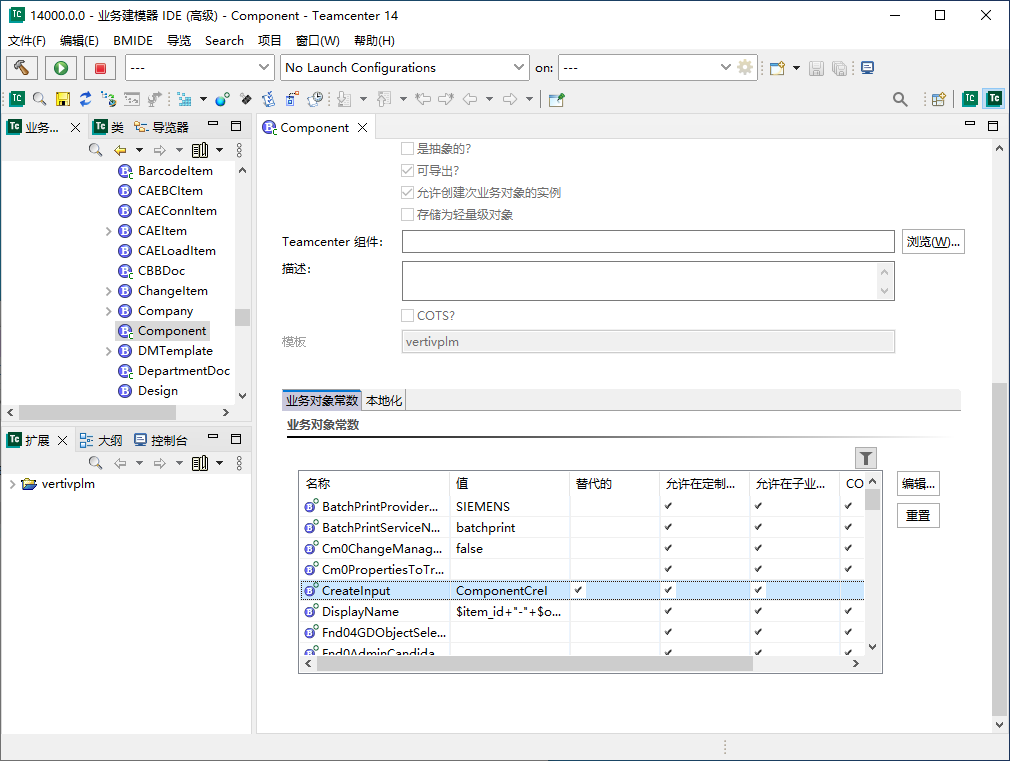 14000.0.0 - 业务建模器 IDE (高级) - Component - Teamcenter 14
文件(F) 编辑(E) BMIDE 导览 Search 项目 窗口(W) 帮助(H)
--- No Launch Configurations on: ---
业务... 类 导览器
BarcodeItem
CAEBCItem
CAEConnItem
CAEItem
CAELoadItem
CBBDoc
ChangeItem
Company
Component
DMTemplate
DepartmentDoc
Design
扩展 大纲 控制台
vertivplm
Component
是抽象的?
可导出?
允许创建次业务对象的实例
存储为轻量级对象
Teamcenter 组件: 浏览(W)...
描述:
COTS?
模板 vertivplm
业务对象常数 本地化
业务对象常数
名称 值 替代的 允许在定制... 允许在子业... CO
BatchPrintProvider... SIEMENS
BatchPrintServiceN... batchprint
Cm0ChangeManag... false
Cm0PropertiesToTr...
CreateInput ComponentCreI
DisplayName $item_id+"-"+$o...
Fnd04GDObjectSele...
Fnd0AdminCandida
编辑...
重置